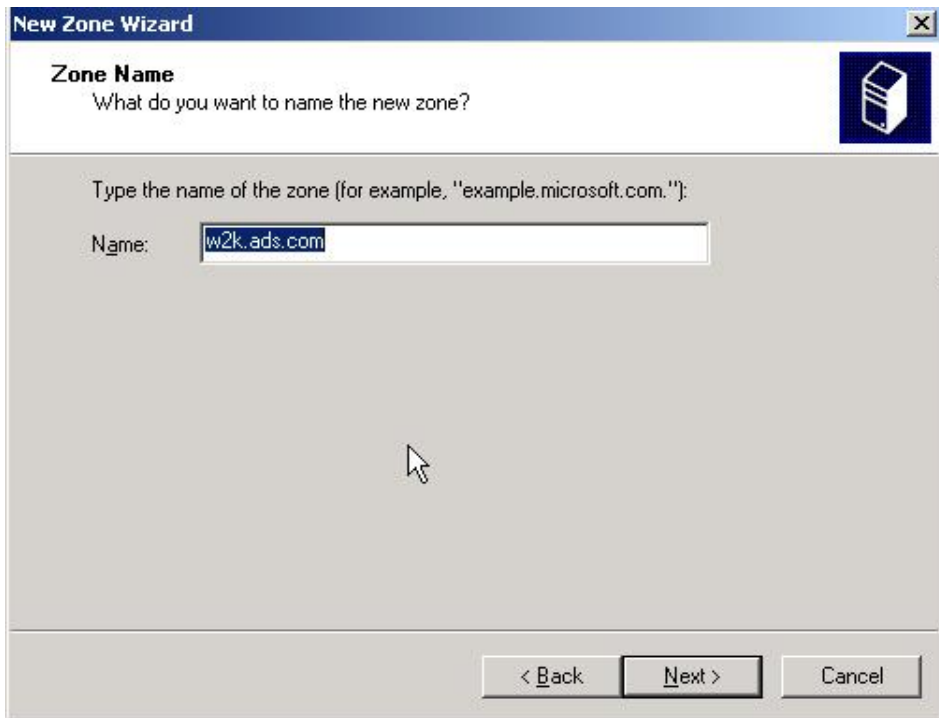 New Zone Wizard
Zone Name
What do you want to name the new zone?
Type the name of the zone (for example, "example.microsoft.com."):
Name: w2k.ads.com
< Back Next > Cancel